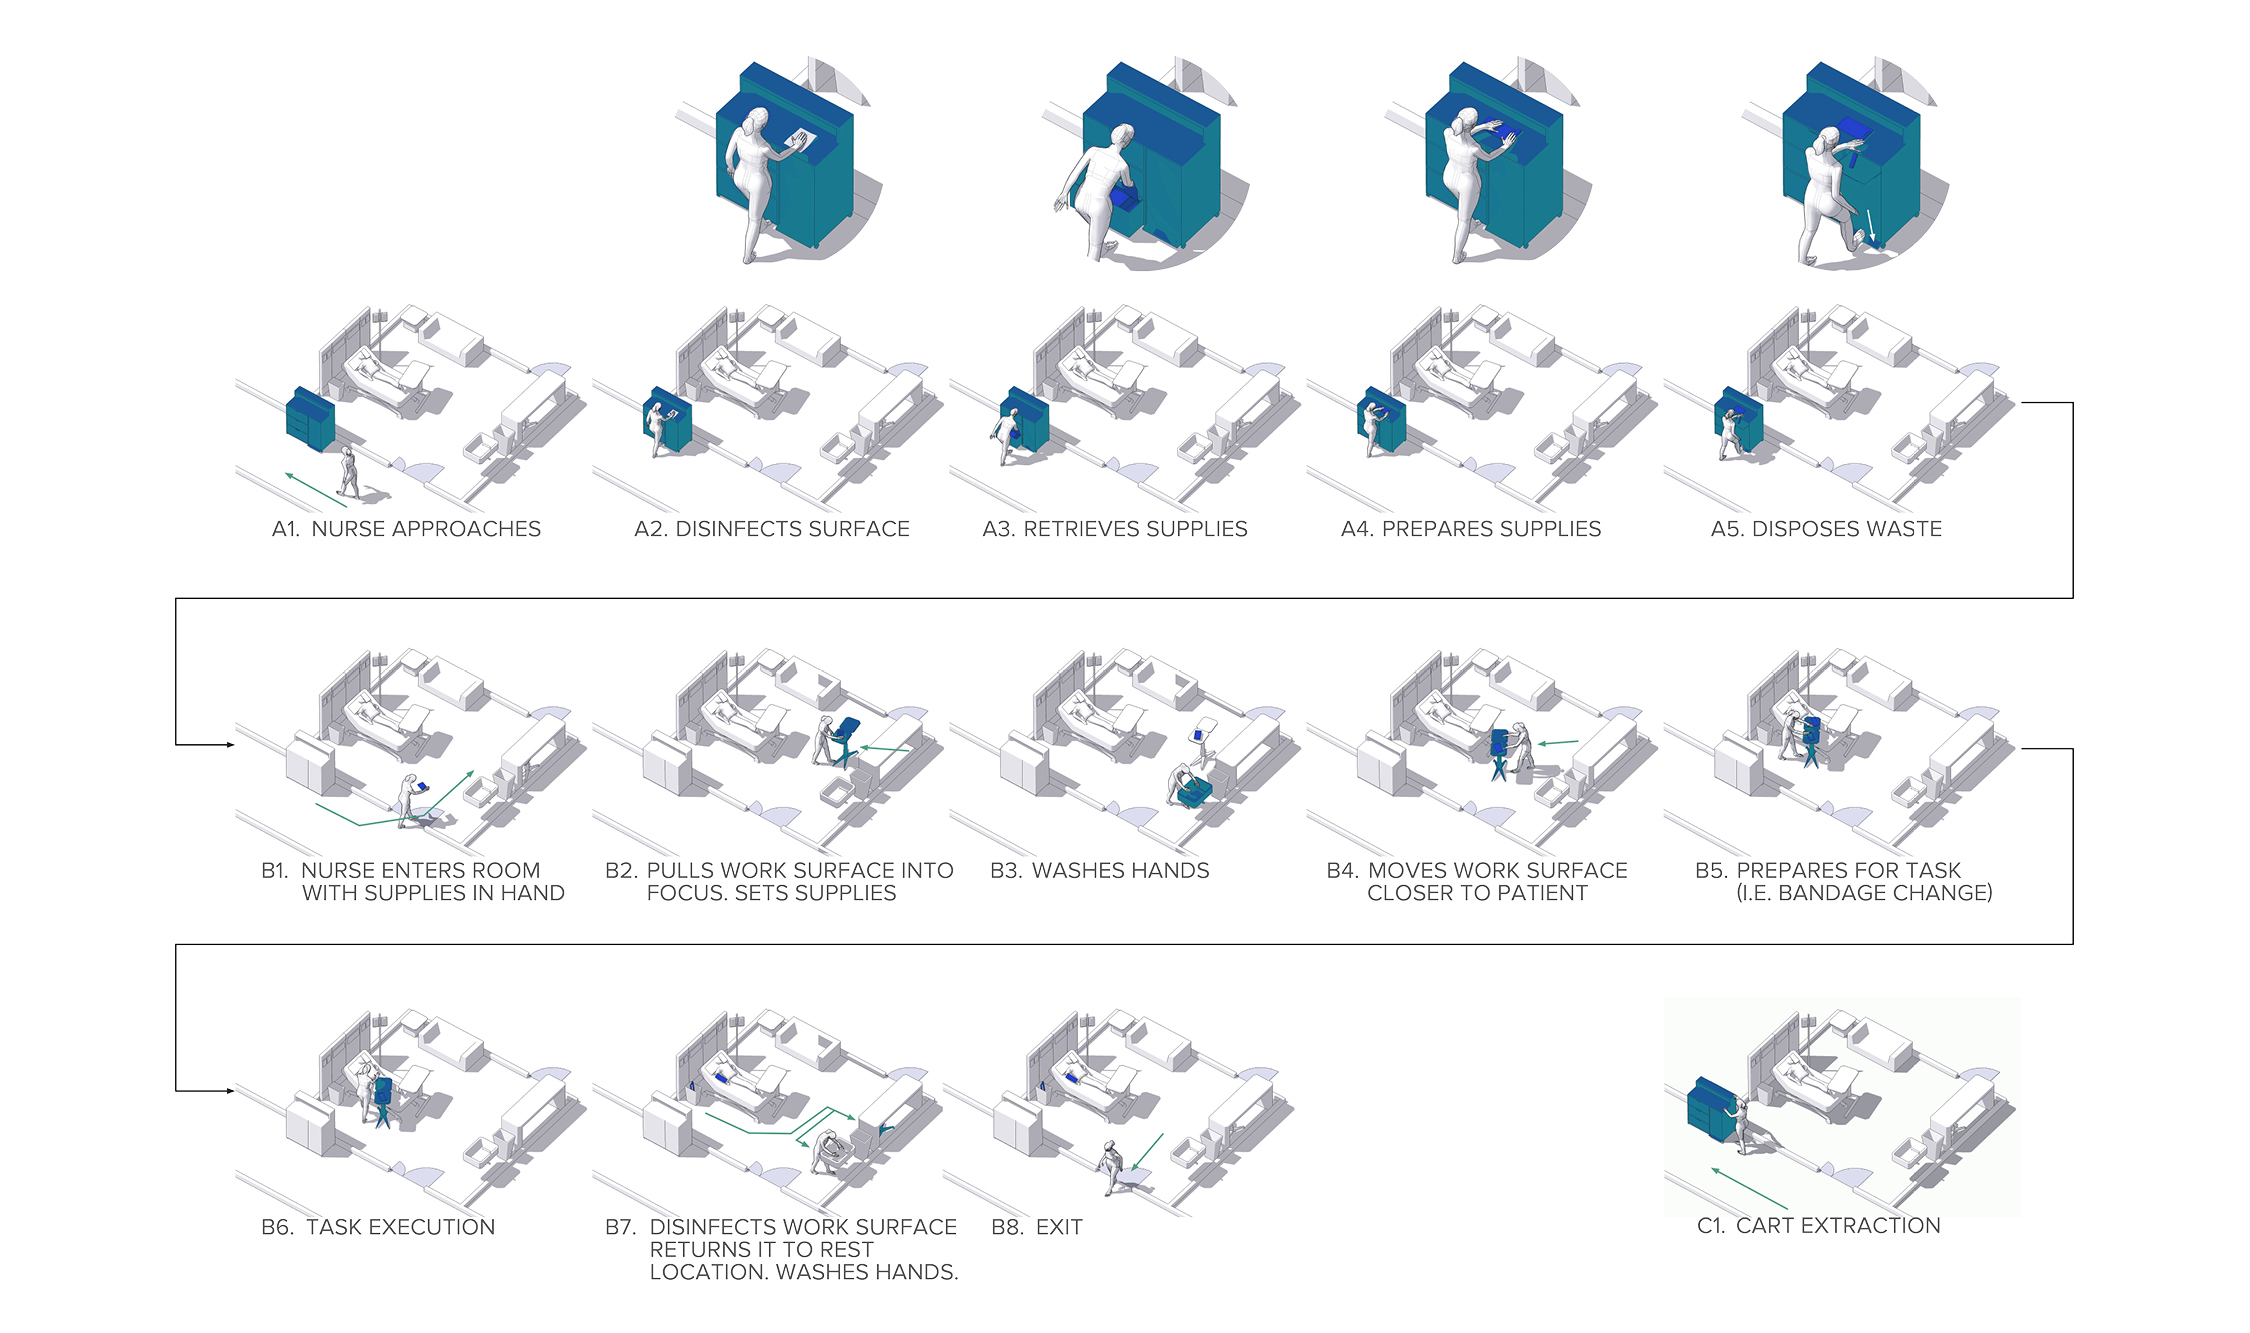 A1. NURSE APPROACHES
A2. DISINFECTS SURFACE
A3. RETRIEVES SUPPLIES
A4. PREPARES SUPPLIES
A5. DISPOSES WASTE
B1. NURSE ENTERS ROOM
WITH SUPPLIES IN HAND
B2. PULLS WORK SURFACE INTO
FOCUS. SETS SUPPLIES
B3. WASHES HANDS
B4. MOVES WORK SURFACE
CLOSER TO PATIENT
B5. PREPARES FOR TASK
(I.E. BANDAGE CHANGE)
B6. TASK EXECUTION
B7. DISINFECTS WORK SURFACE
RETURNS IT TO REST
LOCATION. WASHES HANDS.
B8. EXIT
C1. CART EXTRACTION